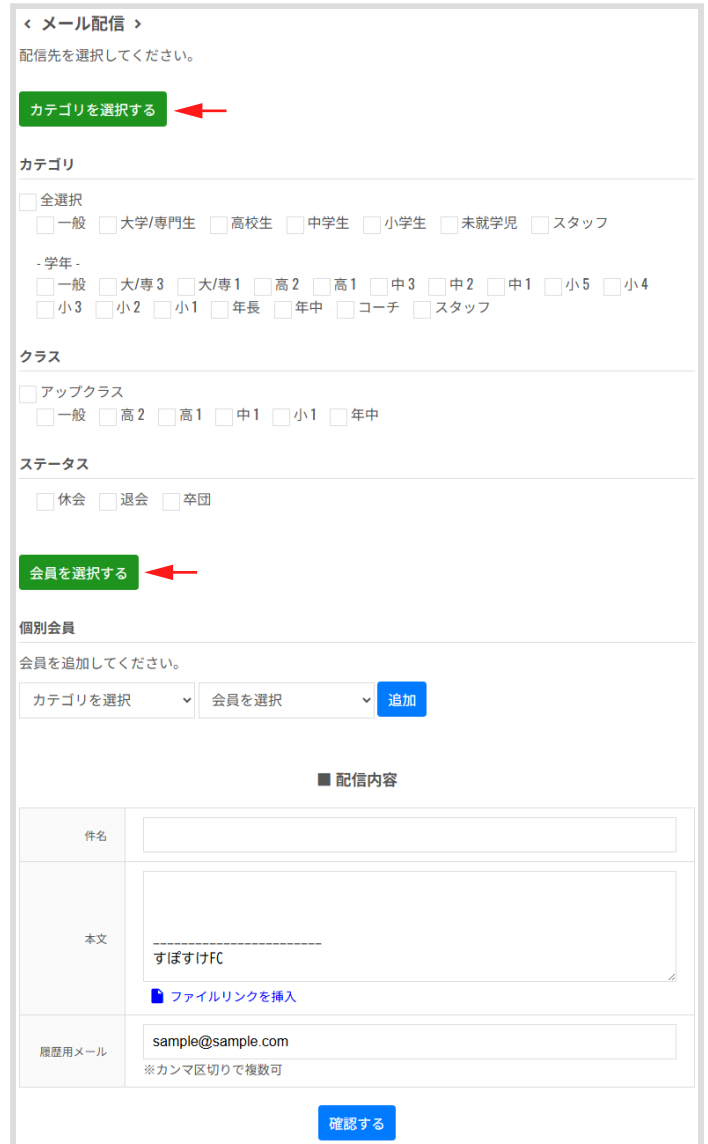 ‹ メール配信 ›
配信先を選択してください。
カテゴリを選択する
カテゴリ
全選択
一般 大学/専門生 高校生 中学生 小学生 未就学児 スタッフ
- 学年 -
一般 大/専3 大/専1 高2 高1 中3 中2 中1 小5 小4
小3 小2 小1 年長 年中 コーチ スタッフ
クラス
アップクラス
一般 高2 高1 中1 小1 年中
ステータス
休会 退会 卒団
会員を選択する
個別会員
会員を追加してください。
カテゴリを選択 会員を選択 追加
■ 配信内容
件名
本文
________________________
すぽすけFC
ファイルリンクを挿入
履歴用メール sample@sample.com
※カンマ区切りで複数可
確認する